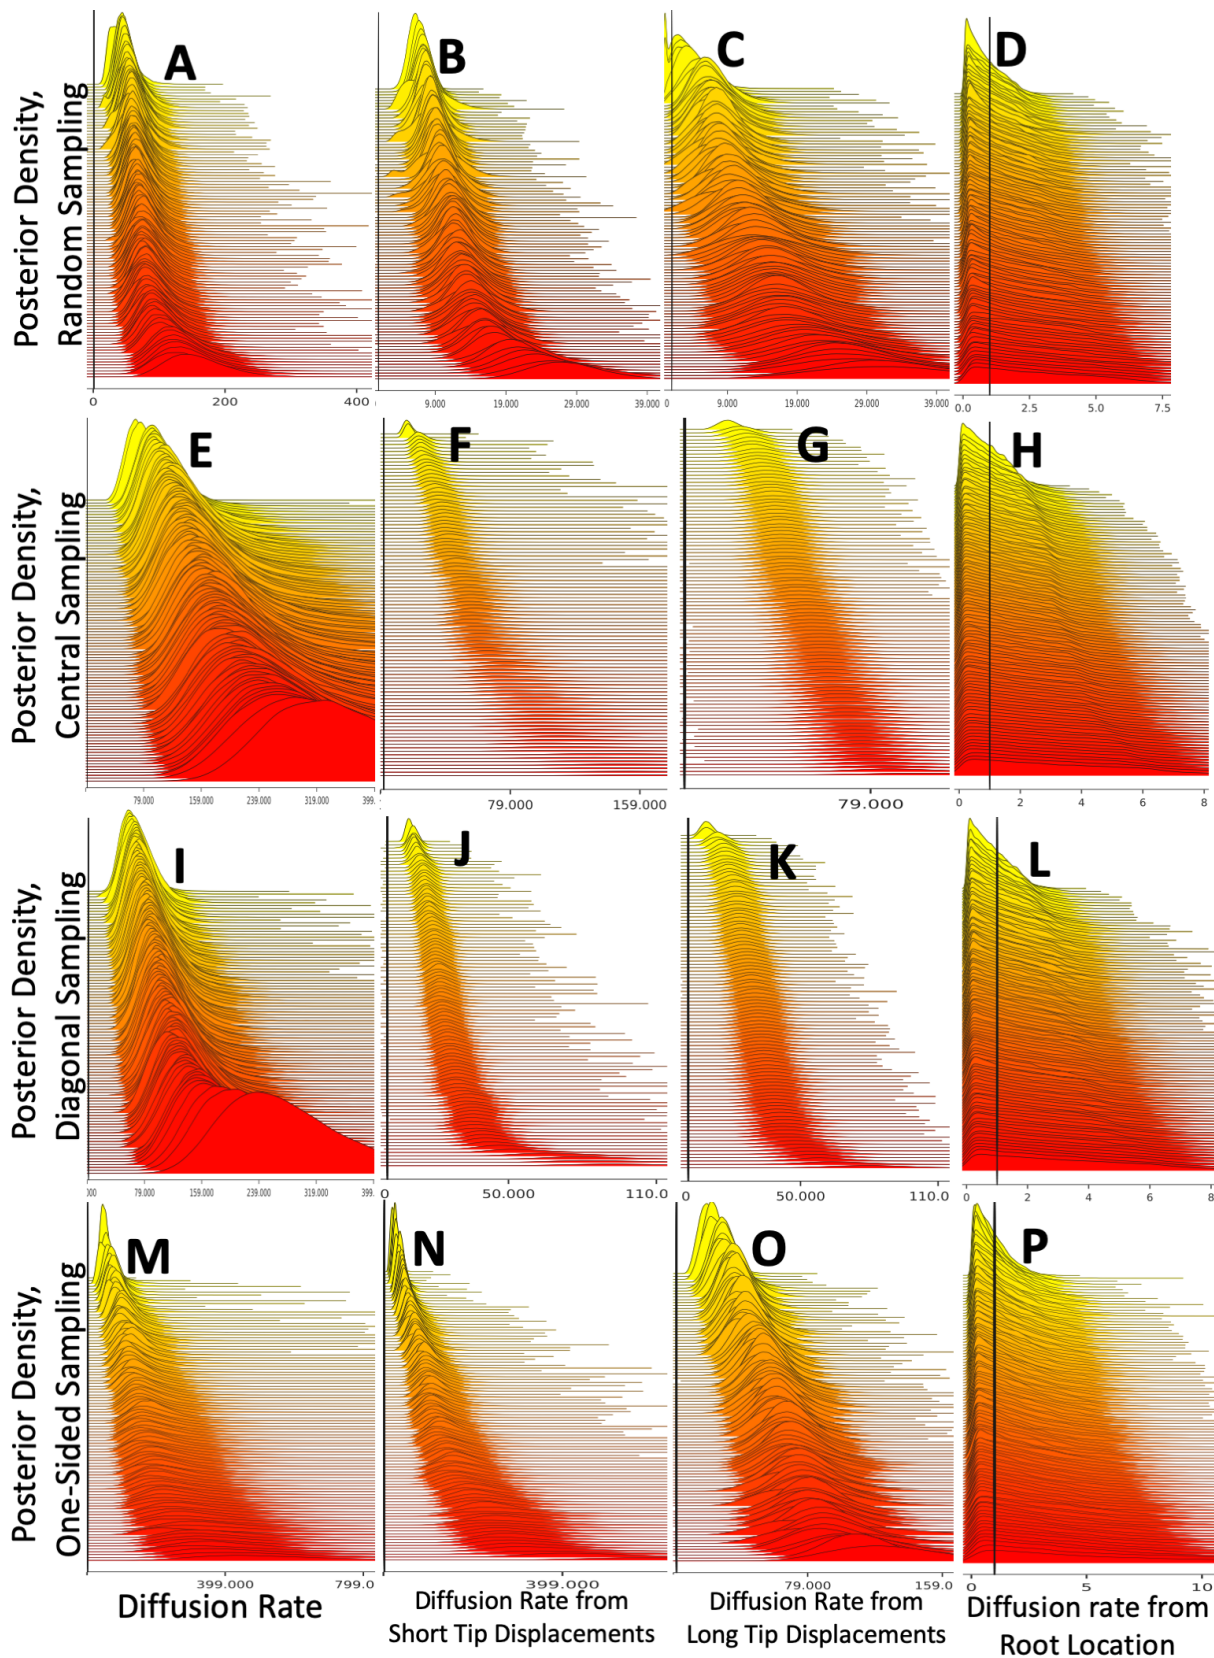 Posterior Density,
Random Sampling
A
B
C
D
0
200
400
9.000
19.000
29.000
39.000
0
9.000
19.000
29.000
39.000
0.0
2.5
5.0
7.5
Posterior Density,
Central Sampling
E
F
G
H
79.000
159.000
239.000
319.000
399.
79.000
159.000
79.000
0
2
4
6
8
Posterior Density,
Diagonal Sampling
I
J
K
L
000
79.000
159.000
239.000
319.000
399.
0
50.000
110.0
0
50.000
110.0
0
2
4
6
8
Posterior Density,
One-Sided Sampling
M
N
O
P
399.000
799.0
399.000
79.000
159.0
0
5
10
Diffusion Rate
Diffusion Rate from
Short Tip Displacements
Diffusion Rate from
Long Tip Displacements
Diffusion rate from
Root Location